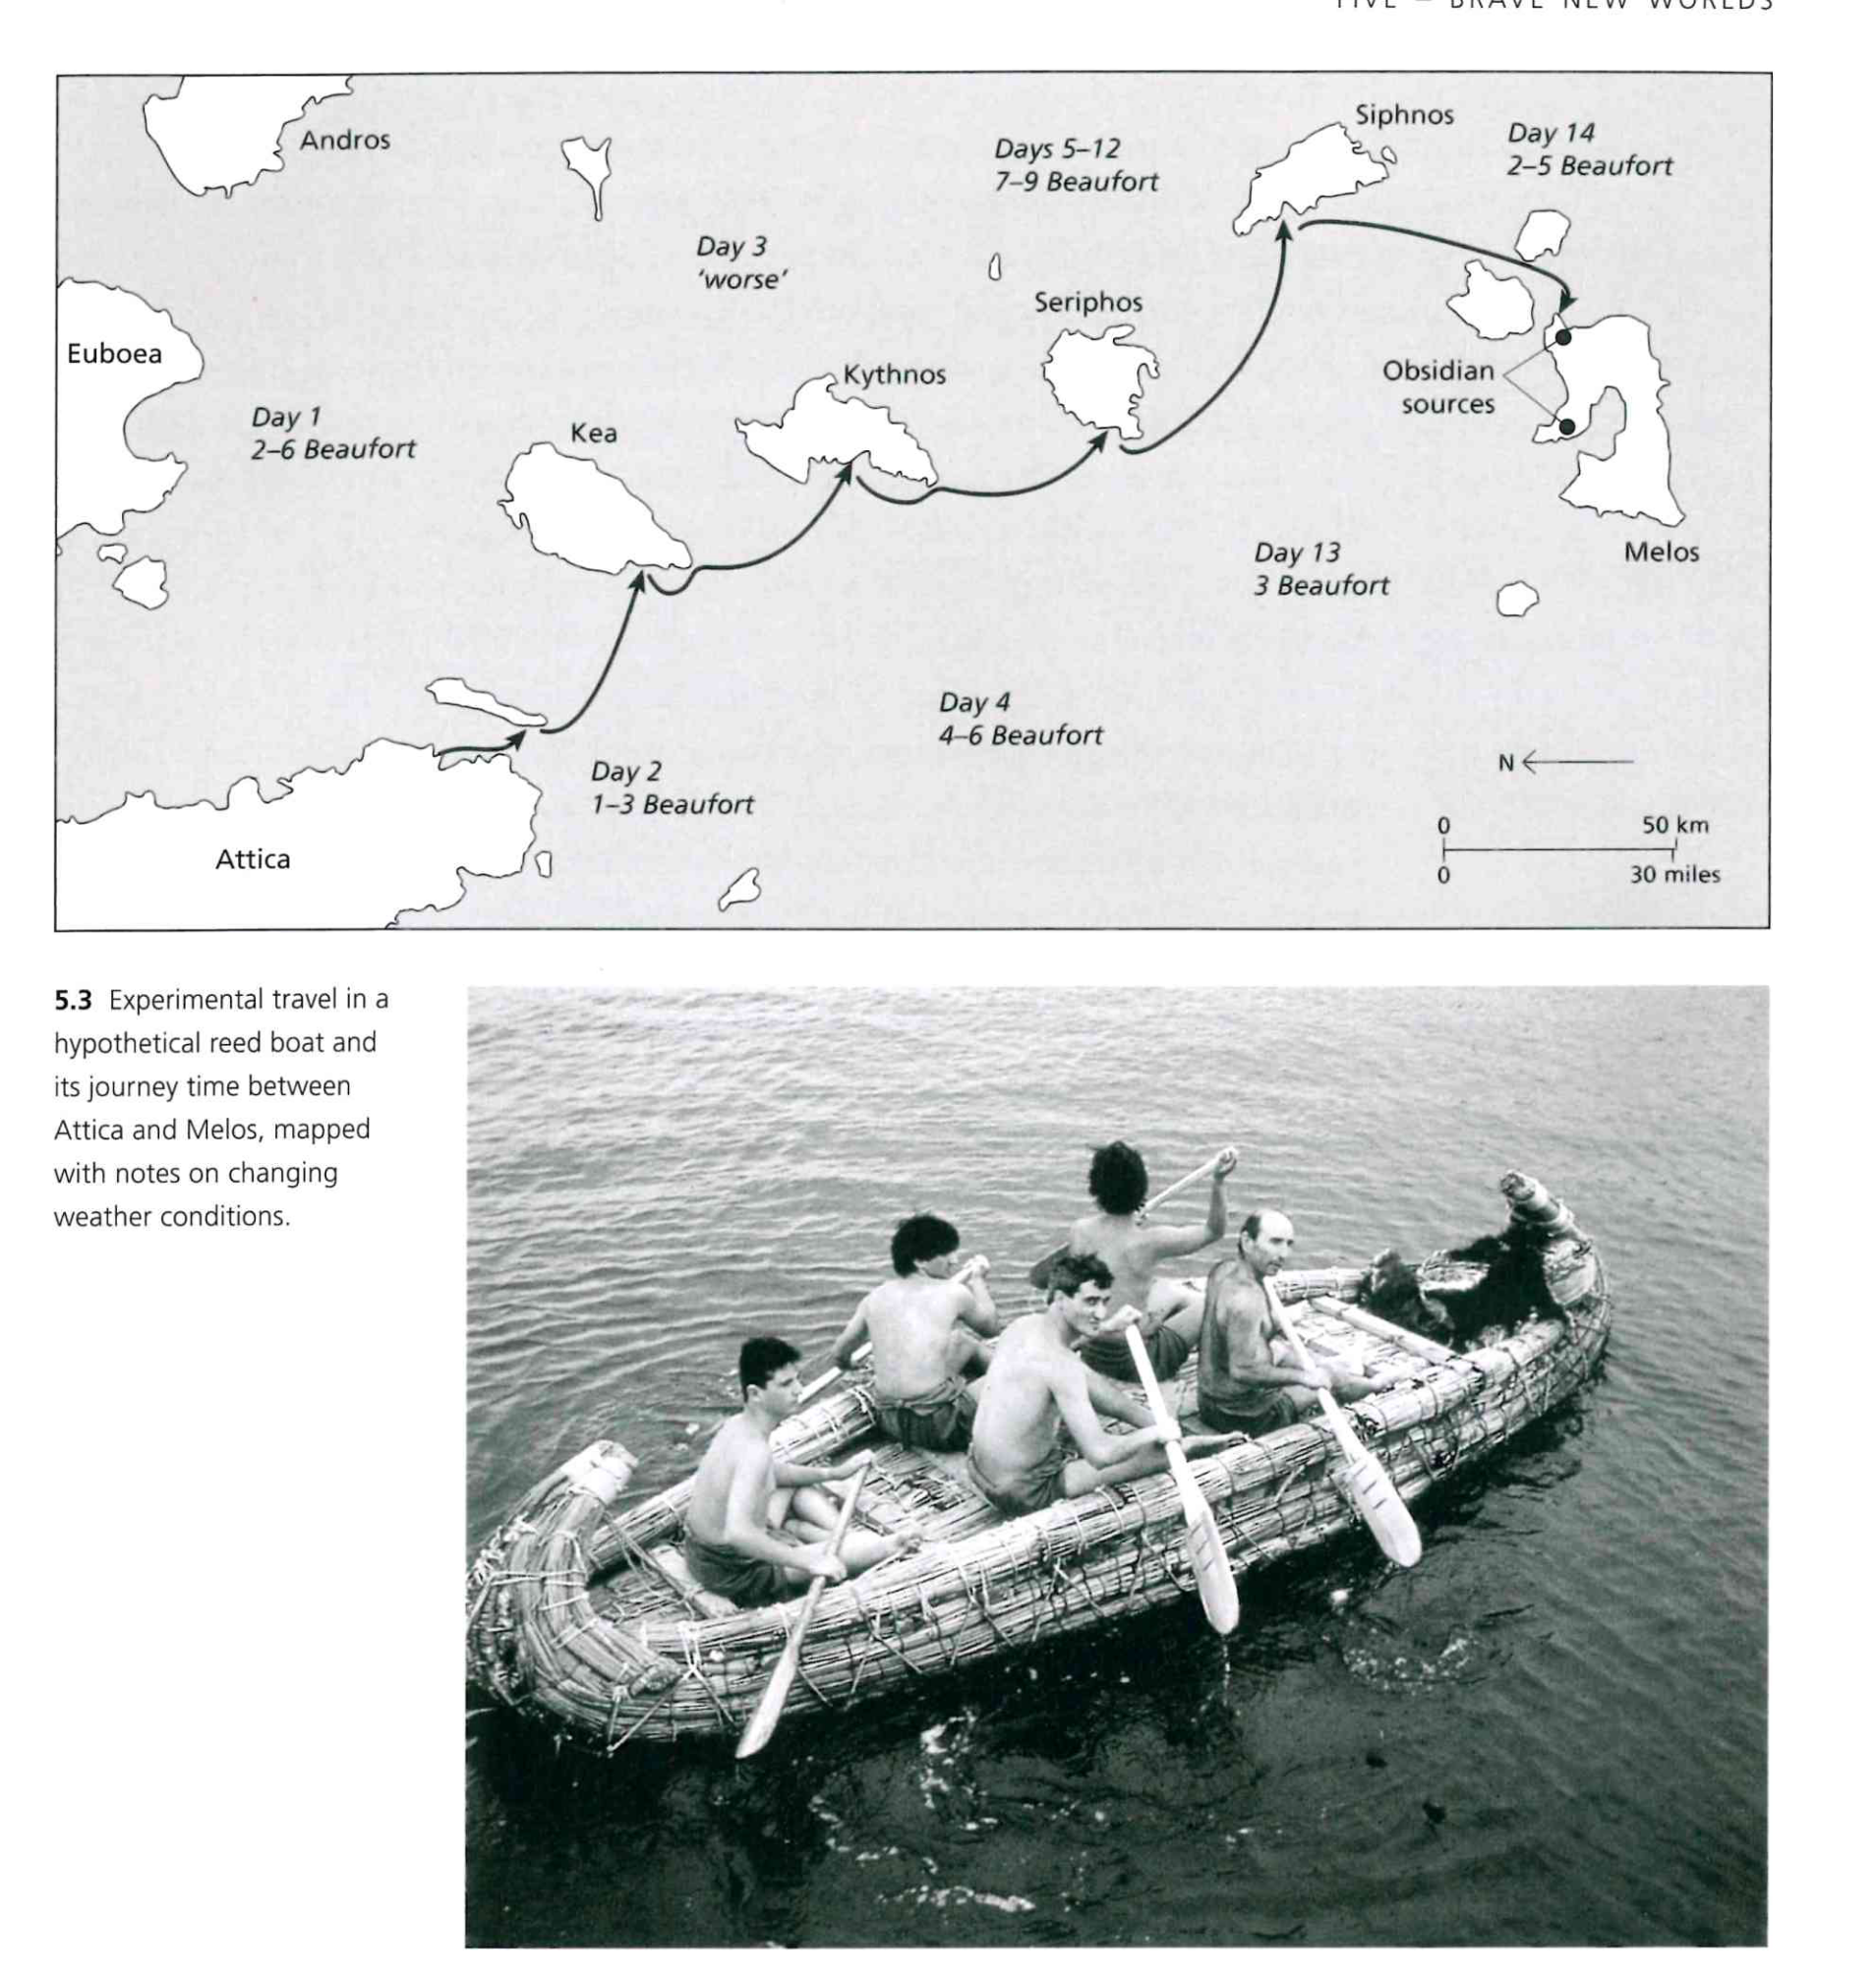 FIVE – BRAVE NEW WORLDS
Andros
Siphnos
Day 14
2–5 Beaufort
Days 5–12
7–9 Beaufort
Day 3
‘worse’
Seriphos
Euboea
Kythnos
Obsidian
sources
Day 1
2–6 Beaufort
Kea
Day 13
3 Beaufort
Melos
Day 4
4–6 Beaufort
Day 2
1–3 Beaufort
N
0 50 km
0 30 miles
Attica
5.3 Experimental travel in a
hypothetical reed boat and
its journey time between
Attica and Melos, mapped
with notes on changing
weather conditions.